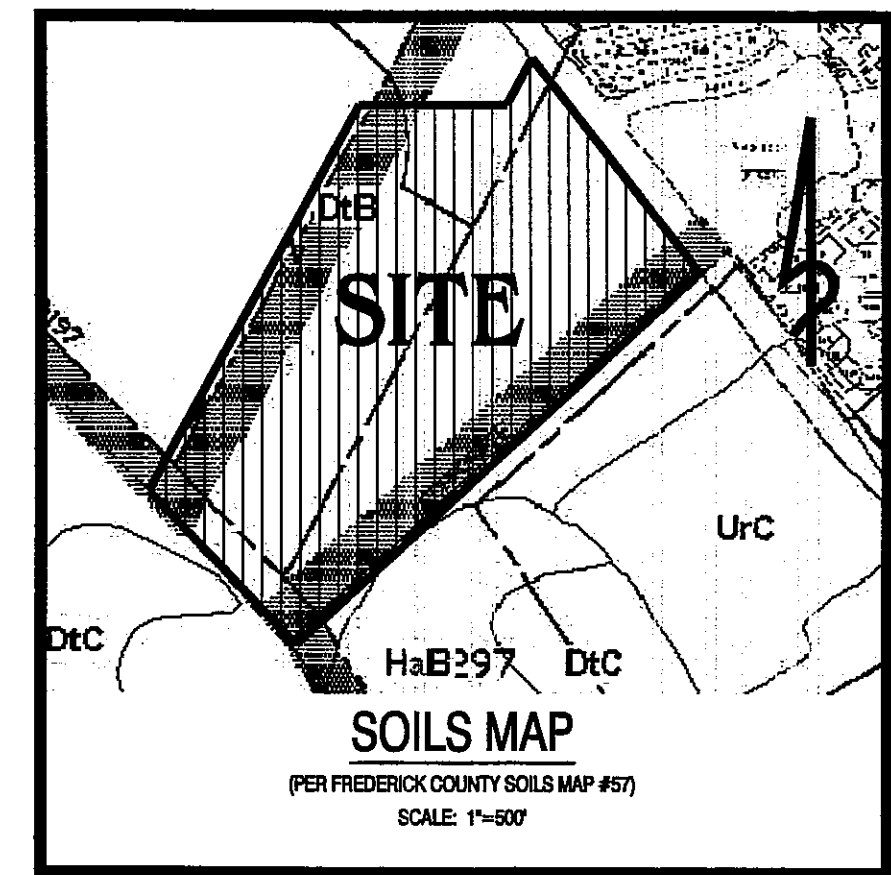 DtB
SITE
UrC
DtC
DtC
SOILS MAP
(PER FREDERICK COUNTY SOILS MAP #57)
SCALE: 1"=500'